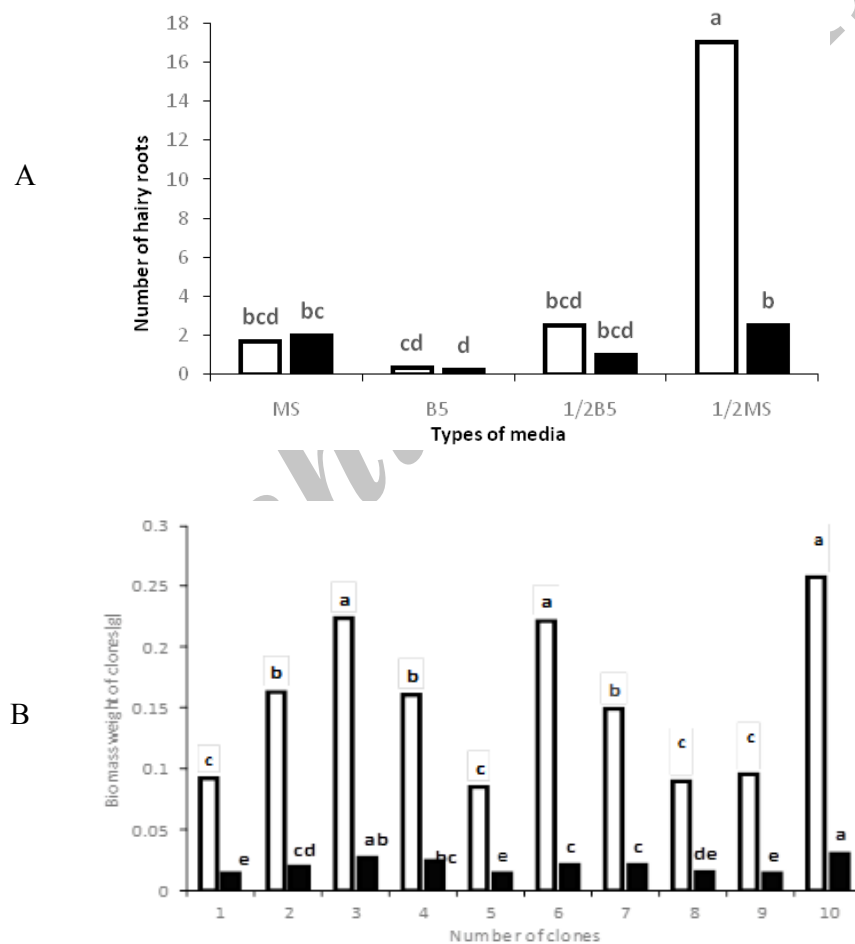 A
Number of hairy roots
18
16
14
12
10
8
6
4
2
0
bcd bc cd d bcd bcd a b
MS B5 1/2B5 1/2MS
Types of media
B
Biomass weight of clones|g|
0.3
0.25
0.2
0.15
0.1
0.05
0
c e b cd a ab b bc c e a c b c c de c e a a
1 2 3 4 5 6 7 8 9 10
Number of clones